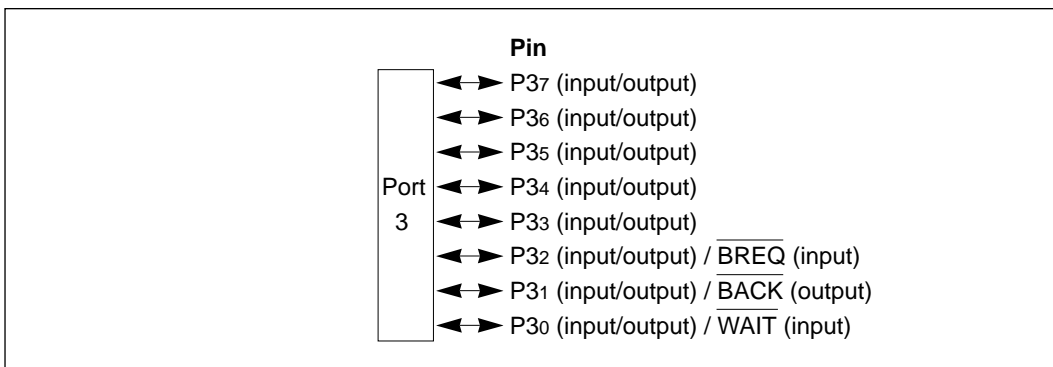 Pin
P37 (input/output)
P36 (input/output)
P35 (input/output)
P34 (input/output)
Port
3
P33 (input/output)
P32 (input/output) / BREQ (input)
P31 (input/output) / BACK (output)
P30 (input/output) / WAIT (input)